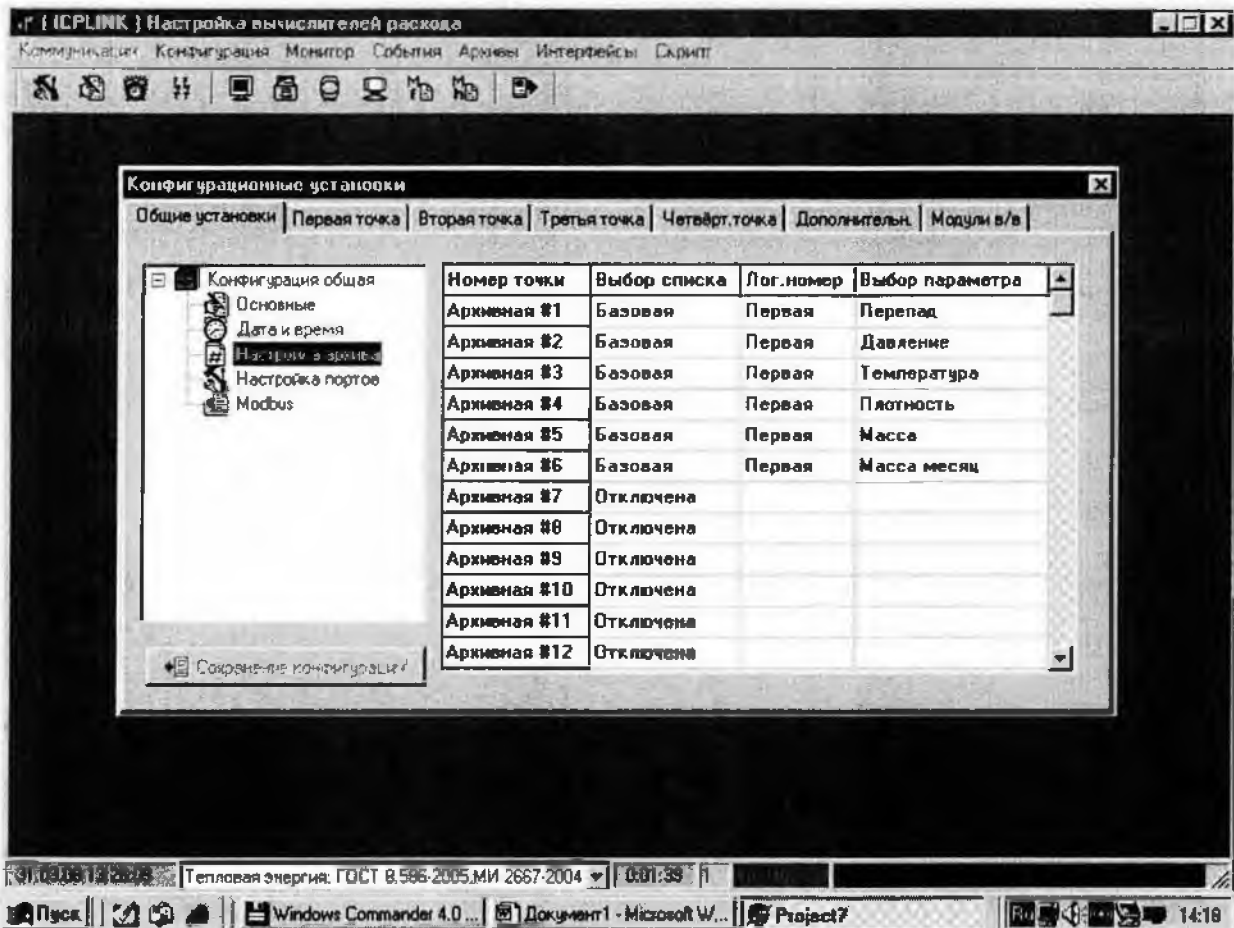 ( ICPLINK ) Настройка вычислителей расхода
Коммуникации Конфигурация Монитор События Архивы Интерфейсы Скрипт
Конфигурационные установки
Общие установки Первая точка Вторая точка Третья точка Четвёрт.точка Дополнительн. Модули в/в
Конфигурация общая
Основные
Дата и время
Настройка архива
Настройка портов
Modbus
Сохранение конфигурации
Номер точки Выбор списка Лог.номер Выбор параметра
Архивная #1 Базовая Первая Перепад
Архивная #2 Базовая Первая Давление
Архивная #3 Базовая Первая Температура
Архивная #4 Базовая Первая Плотность
Архивная #5 Базовая Первая Масса
Архивная #6 Базовая Первая Масса месяц
Архивная #7 Отключена
Архивная #8 Отключена
Архивная #9 Отключена
Архивная #10 Отключена
Архивная #11 Отключена
Архивная #12 Отключена
Тепловая энергия: ГОСТ 8.586-2005,МИ 2667-2004 0:01:39
Пуск Windows Commander 4.0 ... Документ1 - Microsoft W... Project7 Ru 14:18